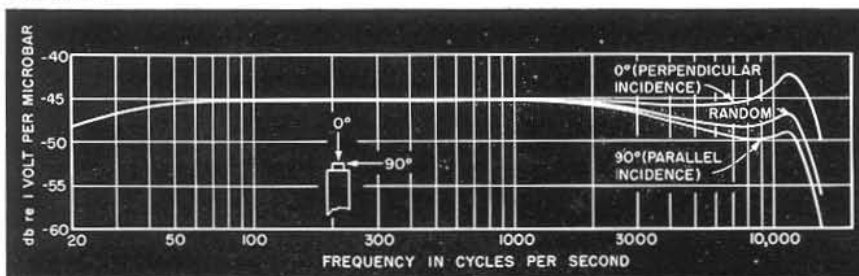 db re 1 VOLT PER MICROBAR
-40
-45
-50
-55
-60
0° (PERPENDICULAR
INCIDENCE)
RANDOM
90° (PARALLEL
INCIDENCE)
0°
90°
20
50
100
300
1000
3000
10,000
FREQUENCY IN CYCLES PER SECOND